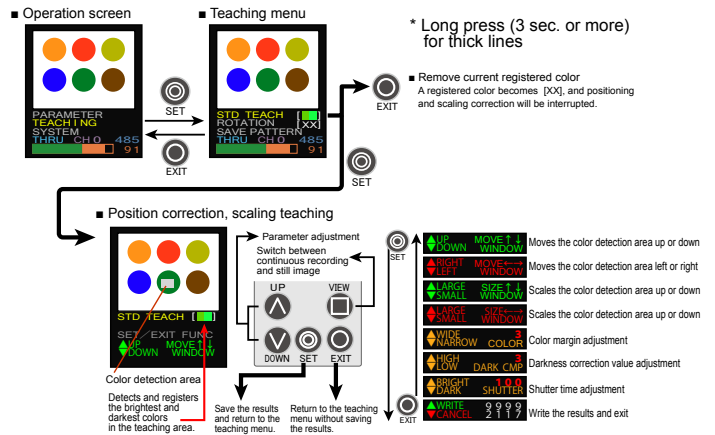 ■ Operation screen
■ Teaching menu
* Long press (3 sec. or more)
for thick lines
PARAMETER
TEACHING
SYSTEM
THRU CH 0 485
91
SET
EXIT
STD TEACH [ ]
ROTATION [XX]
SAVE PATTERN
THRU CH 0 485
91
EXIT
■ Remove current registered color
A registered color becomes [XX], and positioning
and scaling correction will be interrupted.
SET
■ Position correction, scaling teaching
STD TEACH [ ]
SET/EXIT FUNC
▲UP MOVE↑↓
▼DOWN WINDOW
Color detection area
Detects and registers
the brightest and
darkest colors
in the teaching area.
Parameter adjustment
Switch between
continuous recording
and still image
UP
VIEW
DOWN
SET
EXIT
Save the results
and return to the
teaching menu.
Return to the teaching
menu without saving
the results.
SET
EXIT
▲UP MOVE↑↓
▼DOWN WINDOW
Moves the color detection area up or down
▲RIGHT MOVE←→
▼LEFT WINDOW
Moves the color detection area left or right
▲LARGE SIZE↑↓
▼SMALL WINDOW
Scales the color detection area up or down
▲LARGE SIZE←→
▼SMALL WINDOW
Scales the color detection area up or down
▲WIDE 3
▼NARROW COLOR
Color margin adjustment
▲HIGH 3
▼LOW DARK CMP
Darkness correction value adjustment
▲BRIGHT 100
▼DARK SHUTTER
Shutter time adjustment
▲WRITE 9999
▼CANCEL 2117
Write the results and exit